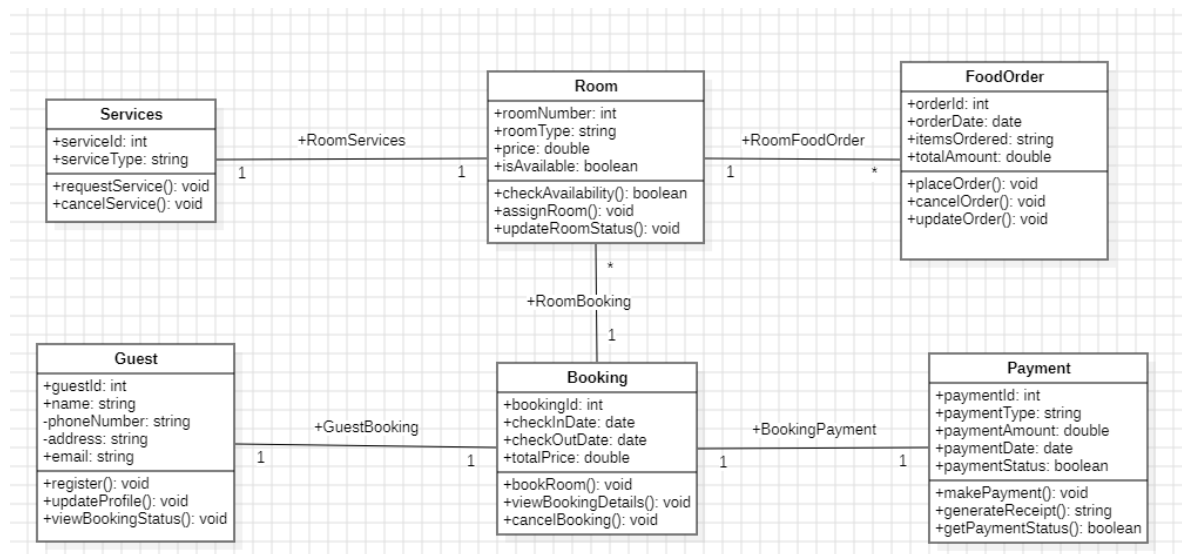 Services
+serviceId: int
+serviceType: string
+requestService(): void
+cancelService(): void
+RoomServices
1
1
Room
+roomNumber: int
+roomType: string
+price: double
+isAvailable: boolean
+checkAvailability(): boolean
+assignRoom(): void
+updateRoomStatus(): void
+RoomFoodOrder
1
*
FoodOrder
+orderId: int
+orderDate: date
+itemsOrdered: string
+totalAmount: double
+placeOrder(): void
+cancelOrder(): void
+updateOrder(): void
*
+RoomBooking
1
Guest
+guestId: int
+name: string
-phoneNumber: string
-address: string
+email: string
+register(): void
+updateProfile(): void
+viewBookingStatus(): void
+GuestBooking
1
1
Booking
+bookingId: int
+checkInDate: date
+checkOutDate: date
+totalPrice: double
+bookRoom(): void
+viewBookingDetails(): void
+cancelBooking(): void
+BookingPayment
1
1
Payment
+paymentId: int
+paymentType: string
+paymentAmount: double
+paymentDate: date
+paymentStatus: boolean
+makePayment(): void
+generateReceipt(): string
+getPaymentStatus(): boolean